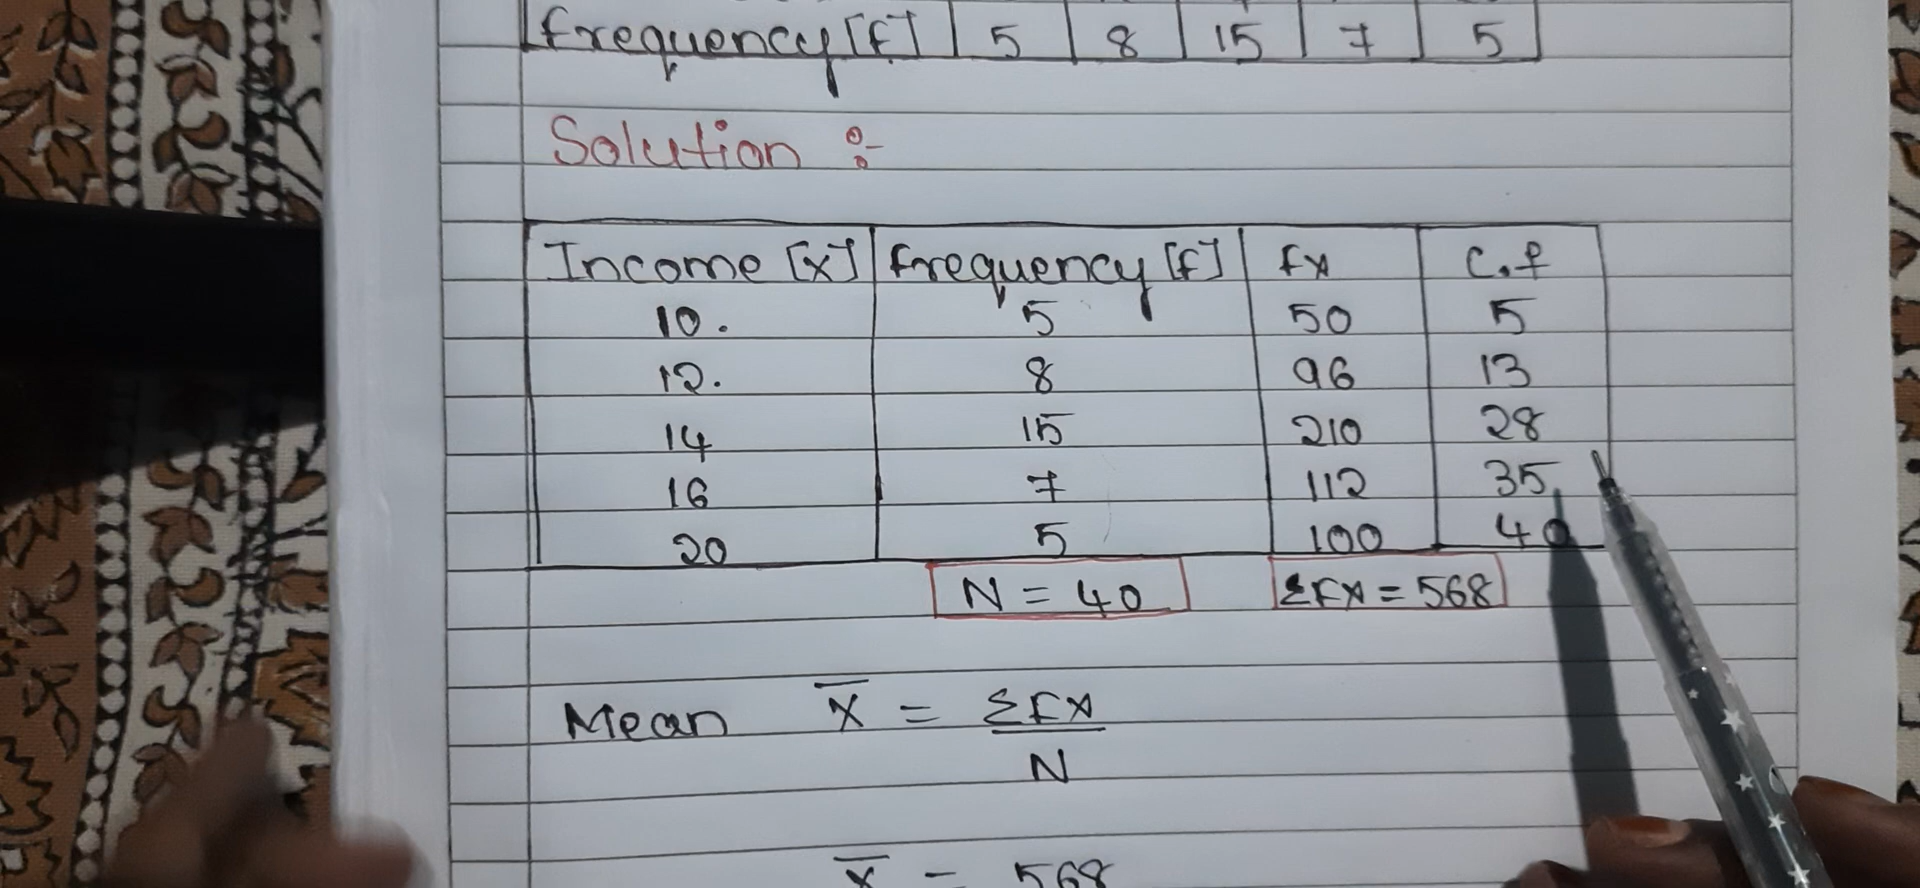 Frequency [f] 5 8 15 7 5
Solution :-
Income [x] Frequency [f] fx c.f
10. 5 50 5
12. 8 96 13
14 15 210 28
16 7 112 35
20 5 100 40
N = 40 Σfx = 568
Mean x̅ = Σfx
N
x̅ = 568